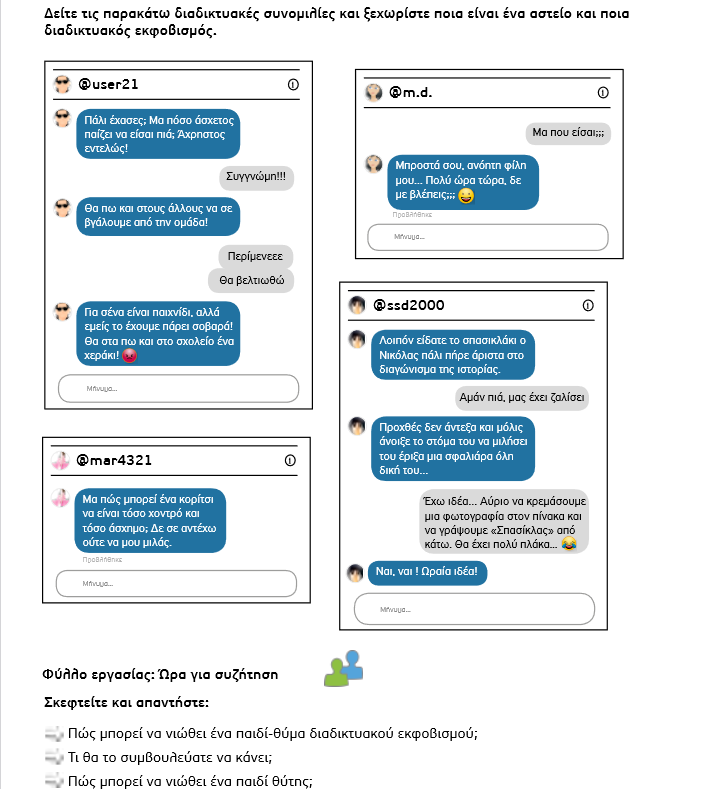 Δείτε τις παρακάτω διαδικτυακές συνομιλίες και ξεχωρίστε ποια είναι ένα αστείο και ποια
διαδικτυακός εκφοβισμός.
@user21
Πάλι έχασες; Μα πόσο άσχετος
παίζει να είσαι πιά; Άχρηστος
εντελώς!
Συγγνώμη!!!
Θα πω και στους άλλους να σε
βγάλουμε από την ομάδα!
Περίμενεεε
Θα βελτιωθώ
Για σένα είναι παιχνίδι, αλλά
εμείς το έχουμε πάρει σοβαρά!
Θα στα πω και στο σχολείο ένα
χεράκι!
Μήνυμα...
@m.d.
Μα που είσαι;;;
Μπροστά σου, ανόητη φίλη
μου... Πολύ ώρα τώρα, δε
με βλέπεις;;;
Προβλήθηκε
Μήνυμα...
@ssd2000
Λοιπόν είδατε το σπασικλάκι ο
Νικόλας πάλι πήρε άριστα στο
διαγώνισμα της ιστορίας.
Αμάν πιά, μας έχει ζαλίσει
Προχθές δεν άντεξα και μόλις
άνοιξε το στόμα του να μιλήσει
του έριξα μια σφαλιάρα όλη
δική του...
Έχω ιδέα... Αύριο να κρεμάσουμε
μια φωτογραφία στον πίνακα και
να γράψουμε «Σπασίκλας» από
κάτω. Θα έχει πολύ πλάκα...
Ναι, ναι ! Ωραία ιδέα!
Μήνυμα...
@mar4321
Μα πώς μπορεί ένα κορίτσι
να είναι τόσο χοντρό και
τόσο άσχημο; Δε σε αντέχω
ούτε να μου μιλάς.
Προβλήθηκε
Μήνυμα...
Φύλλο εργασίας: Ώρα για συζήτηση
Σκεφτείτε και απαντήστε:
Πώς μπορεί να νιώθει ένα παιδί-θύμα διαδικτυακού εκφοβισμού;
Τι θα το συμβουλεύατε να κάνει;
Πώς μπορεί να νιώθει ένα παιδί θύτης;